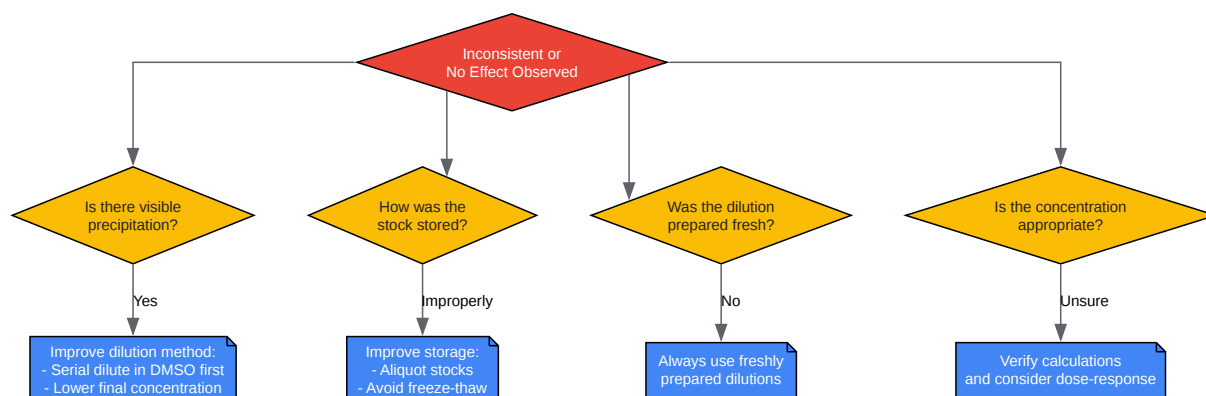 Inconsistent or
No Effect Observed
Is there visible
precipitation?
How was the
stock stored?
Was the dilution
prepared fresh?
Is the concentration
appropriate?
Yes
Improperly
No
Unsure
Improve dilution method:
- Serial dilute in DMSO first
- Lower final concentration
Improve storage:
- Aliquot stocks
- Avoid freeze-thaw
Always use freshly
prepared dilutions
Verify calculations
and consider dose-response